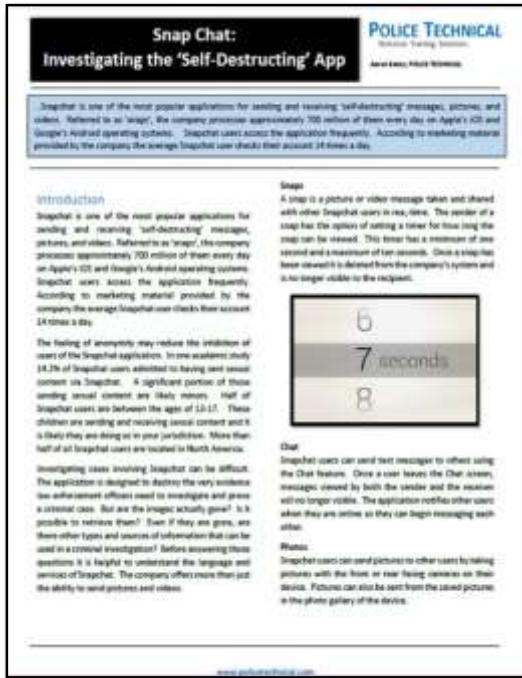 Snap Chat:
Investigating the 'Self-Destructing' App
POLICE TECHNICAL
Snapchat is one of the most popular applications for sending and receiving 'self-destructing' messages, pictures, and
videos. Referred to as 'snaps', the company processes approximately 700 million of them every day on Apple's iOS and
Google's Android operating systems. Snapchat users access the application frequently. According to marketing material
provided by the company the average Snapchat user checks their account 14 times a day.
Introduction
Snapchat is one of the most popular applications for
sending and receiving 'self-destructing' messages,
pictures, and videos. Referred to as 'snaps', the company
processes approximately 700 million of them every day
on Apple's iOS and Google's Android operating systems.
Snapchat users access the application frequently.
According to marketing material provided by the
company the average Snapchat user checks their account
14 times a day.
The feeling of anonymity may reduce the inhibition of
users of the Snapchat application. In one academic study
14.2% of Snapchat users admitted to having sent sexual
content via Snapchat. A significant portion of those
sending sexual content are likely minors. Half of
Snapchat users are between the ages of 13-17. These
children are sending and receiving sexual content and it
is likely they are doing so in your jurisdiction. More than
half of all Snapchat users are located in North America.
Investigating cases involving Snapchat can be difficult.
The application is designed to destroy the very evidence
law enforcement officers need to investigate and prove
a criminal case. But are the images actually gone? Is it
possible to retrieve them? Even if they are gone, are
there other types and sources of information that can be
used in a criminal investigation? Before answering those
questions it is helpful to understand the language and
services of Snapchat. The company offers more than just
the ability to send pictures and videos.
Snaps
A snap is a picture or video message taken and shared
with other Snapchat users in real time. The sender of a
snap has the option of setting a timer for how long the
snap can be viewed. This timer has a minimum of one
second and a maximum of ten seconds. Once a snap has
been viewed it is deleted from the company's system and
is no longer visible to the recipient.
6
7 seconds
8
Chat
Snapchat users can send text messages to others using
the Chat feature. Once a user leaves the Chat screen,
messages viewed by both the sender and the receiver
will no longer visible. The application notifies other users
when they are online so they can begin messaging each
other.
Photos
Snapchat users can send pictures to other users by taking
pictures with the front or rear facing cameras on their
device. Pictures can also be sent from the saved pictures
in the photo gallery of the device.
www.policetechnical.com